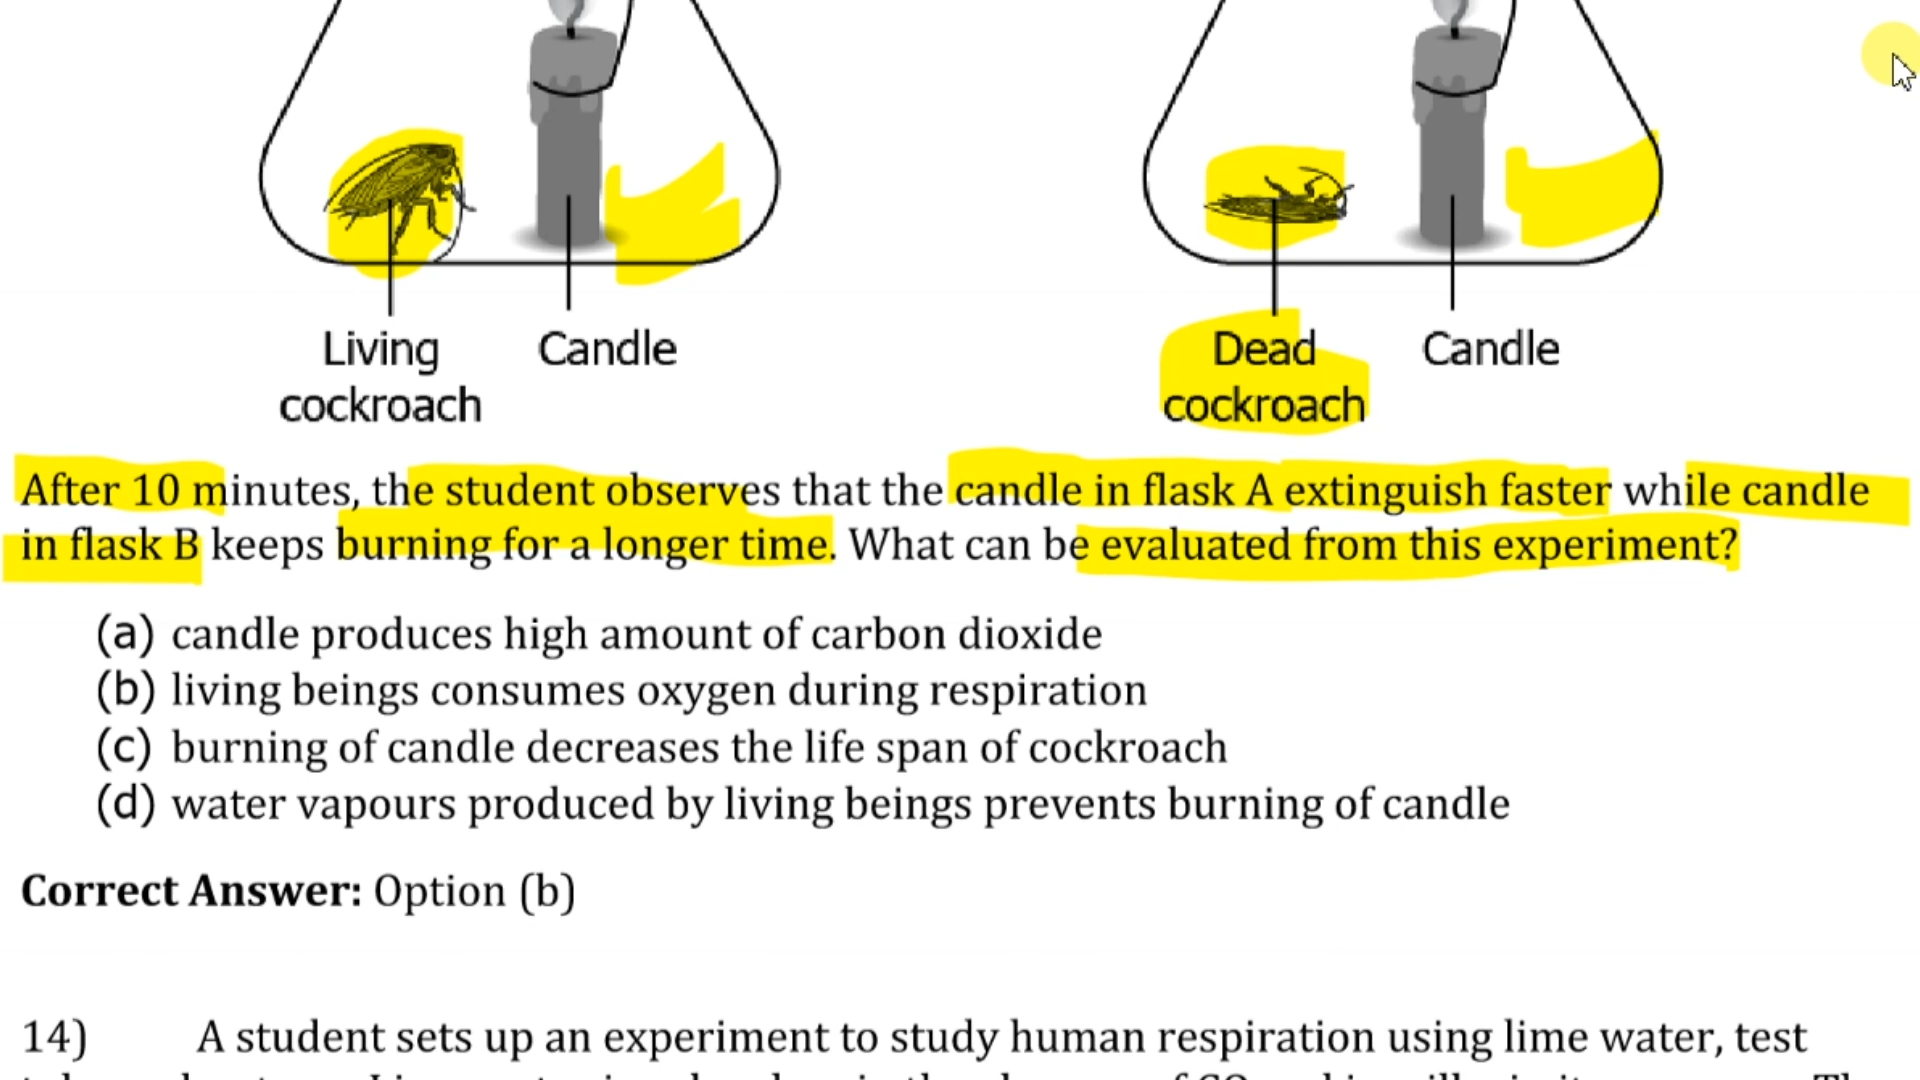 Living Candle Dead Candle
cockroach cockroach
After 10 minutes, the student observes that the candle in flask A extinguish faster while candle
in flask B keeps burning for a longer time. What can be evaluated from this experiment?
(a) candle produces high amount of carbon dioxide
(b) living beings consumes oxygen during respiration
(c) burning of candle decreases the life span of cockroach
(d) water vapours produced by living beings prevents burning of candle
Correct Answer: Option (b)
14) A student sets up an experiment to study human respiration using lime water, test